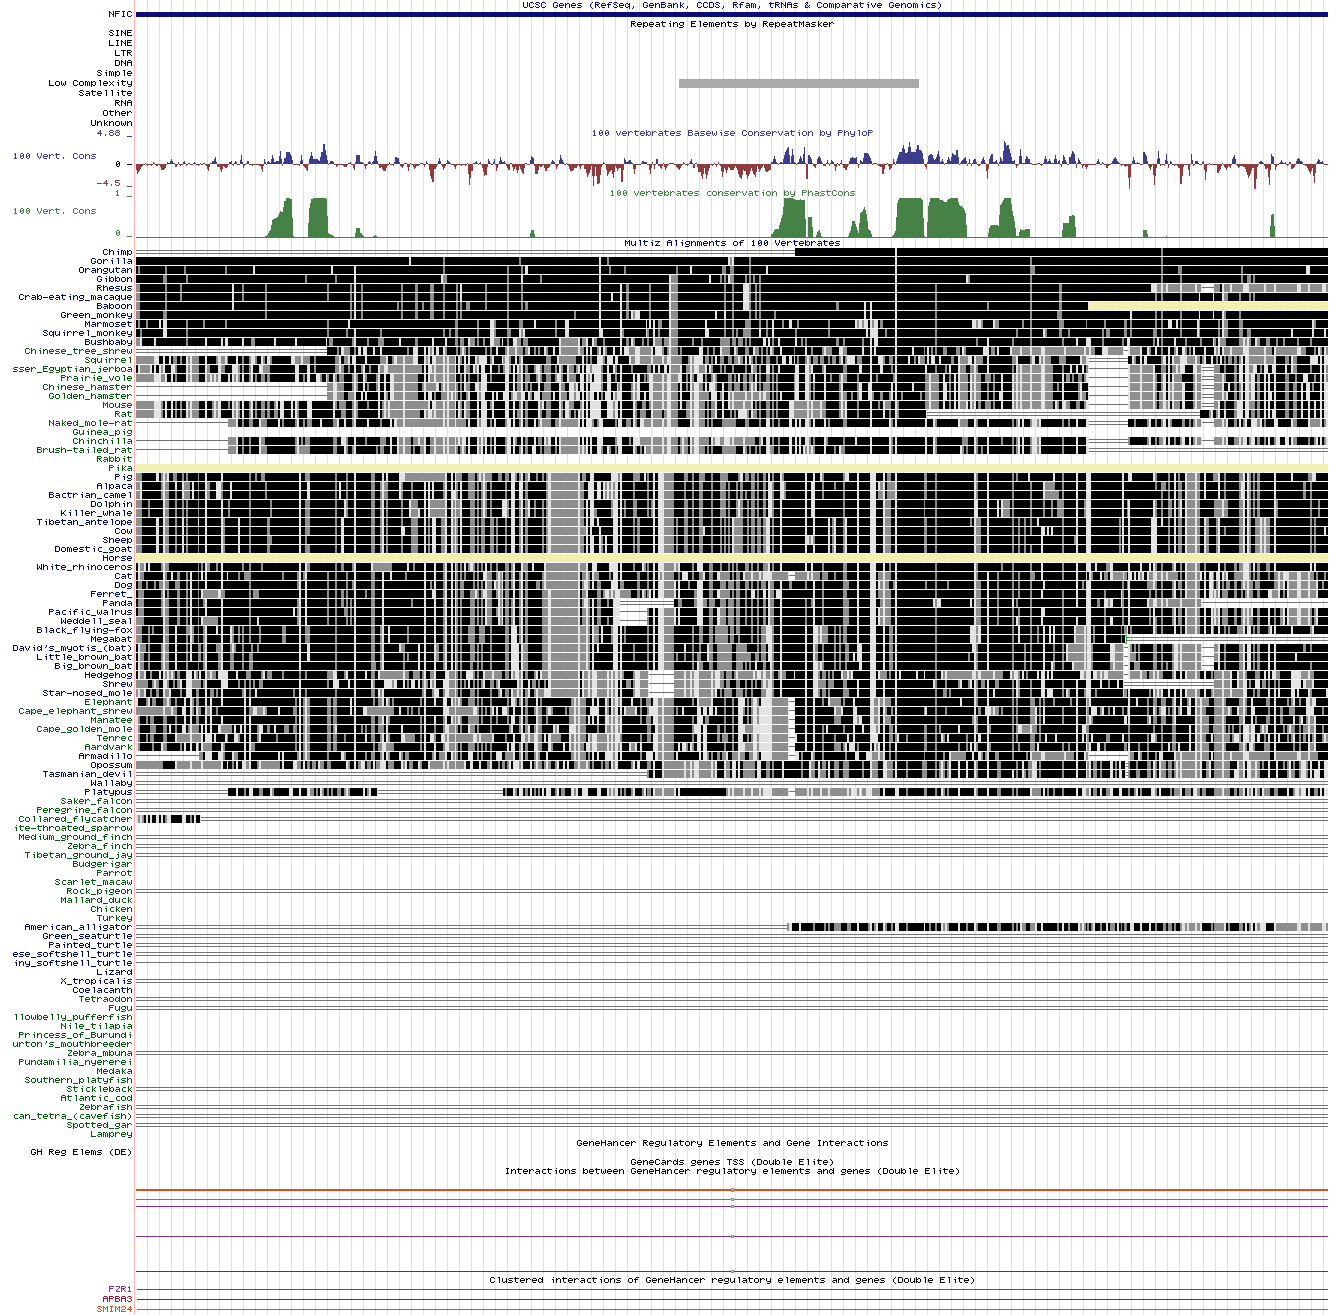 UCSC Genes (RefSeq, GenBank, CCDS, Rfam, tRNAs & Comparative Genomics)
NFIC
Repeating Elements by RepeatMasker
SINE
LINE
LTR
DNA
Simple
Low Complexity
Satellite
RNA
Other
Unknown
4.88 _
100 vertebrates Basewise Conservation by PhyloP
100 Vert. Cons
0 -
-4.5 _
1 _
100 vertebrates conservation by PhastCons
100 Vert. Cons
0 _
Multiz Alignments of 100 Vertebrates
Chimp
Gorilla
Orangutan
Gibbon
Rhesus
Crab-eating_macaque
Baboon
Green_monkey
Marmoset
Squirrel_monkey
Bushbaby
Chinese_tree_shrew
Squirrel
sser_Egyptian_jerboa
Prairie_vole
Chinese_hamster
Golden_hamster
Mouse
Rat
Naked_mole-rat
Guinea_pig
Chinchilla
Brush-tailed_rat
Rabbit
Pika
Pig
Alpaca
Bactrian_camel
Dolphin
Killer_whale
Tibetan_antelope
Cow
Sheep
Domestic_goat
Horse
White_rhinoceros
Cat
Dog
Ferret_
Panda
Pacific_walrus
Weddell_seal
Black_flying-fox
Megabat
David's_myotis_(bat)
Little_brown_bat
Big_brown_bat
Hedgehog
Shrew
Star-nosed_mole
Elephant
Cape_elephant_shrew
Manatee
Cape_golden_mole
Tenrec
Aardvark
Armadillo
Opossum
Tasmanian_devil
Wallaby
Platypus
Saker_falcon
Peregrine_falcon
Collared_flycatcher
ite-throated_sparrow
Medium_ground_finch
Zebra_finch
Tibetan_ground_jay
Budgerigar
Parrot
Scarlet_macaw
Rock_pigeon
Mallard_duck
Chicken
Turkey
American_alligator
Green_seaturtle
Painted_turtle
ese_softshell_turtle
iny_softshell_turtle
Lizard
X_tropicalis
Coelacanth
Tetraodon
Fugu
llowbelly_pufferfish
Nile_tilapia
Princess_of_Burundi
urton's_mouthbreeder
Zebra_mbuna
Pundamilia_nyererei
Medaka
Southern_platyfish
Stickleback
Atlantic_cod
Zebrafish
can_tetra_(cavefish)
Spotted_gar
Lamprey
GeneHancer Regulatory Elements and Gene Interactions
GH Reg Elems (DE)
GeneCards genes TSS (Double Elite)
Interactions between GeneHancer regulatory elements and genes (Double Elite)
Clustered interactions of GeneHancer regulatory elements and genes (Double Elite)
FZR1
APBA3
SMIM24